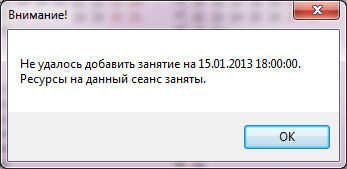 Внимание!
Не удалось добавить занятие на 15.01.2013 18:00:00.
Ресурсы на данный сеанс заняты.
OK